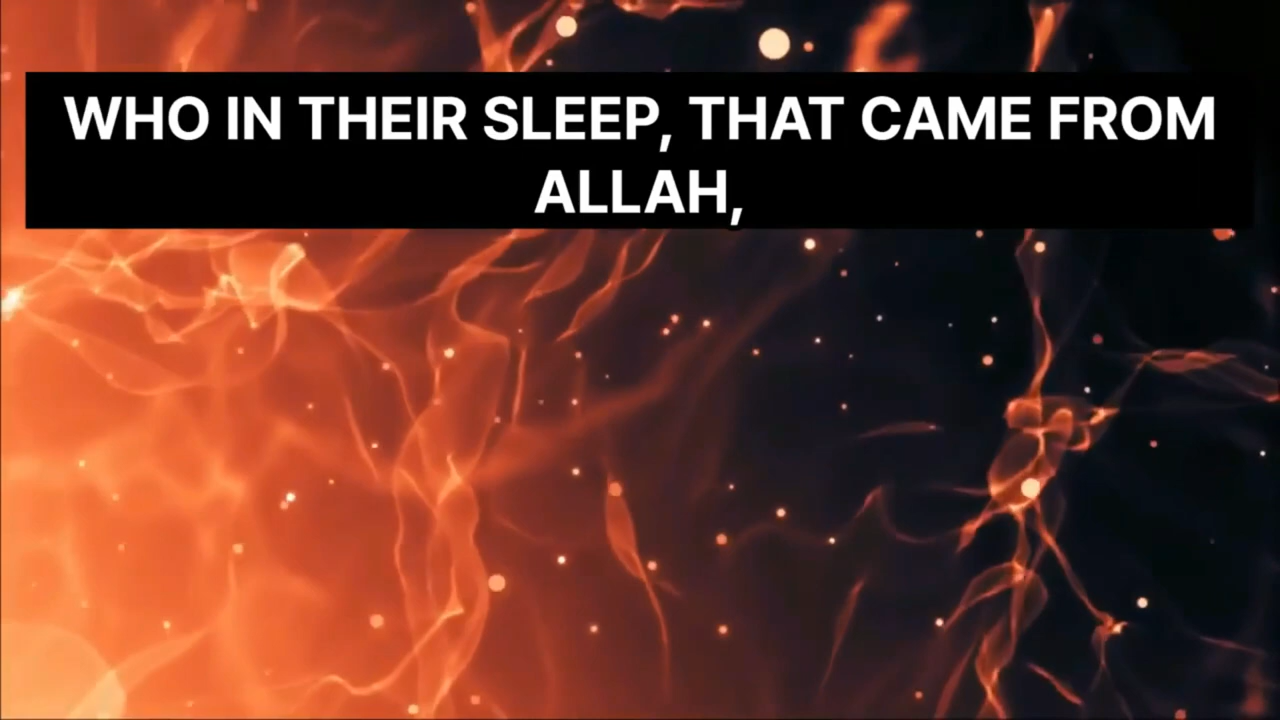 WHO IN THEIR SLEEP, THAT CAME FROM
ALLAH,